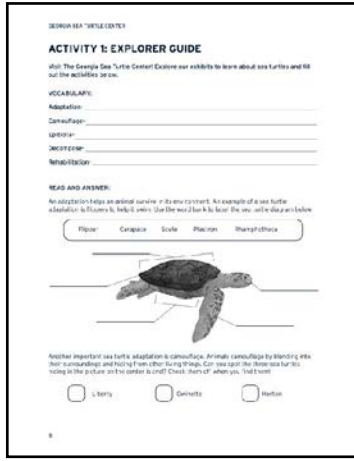 GEORGIA SEA TURTLE CENTER
ACTIVITY 1: EXPLORER GUIDE
Visit The Georgia Sea Turtle Center! Explore our exhibits to learn about sea turtles and fill
out the activities below.
VOCABULARY:
Adaptation-
Camouflage-
Decompose-
Rehabilitation-
READ AND ANSWER:
An adaptation helps an animal survive in its environment. An example of a sea turtle
adaptation is flippers to help it swim. Use the word bank to label the sea turtle diagram below
Flipper Carapace Scute Plastron Rhamphotheca
Another important sea turtle adaptation is camouflage. Animals camouflage by blending into
their surroundings and hiding from other living things. Can you spot the three sea turtles
hiding in the picture on the center island? Check them off when you find them!
Liberty Gwinette Horton